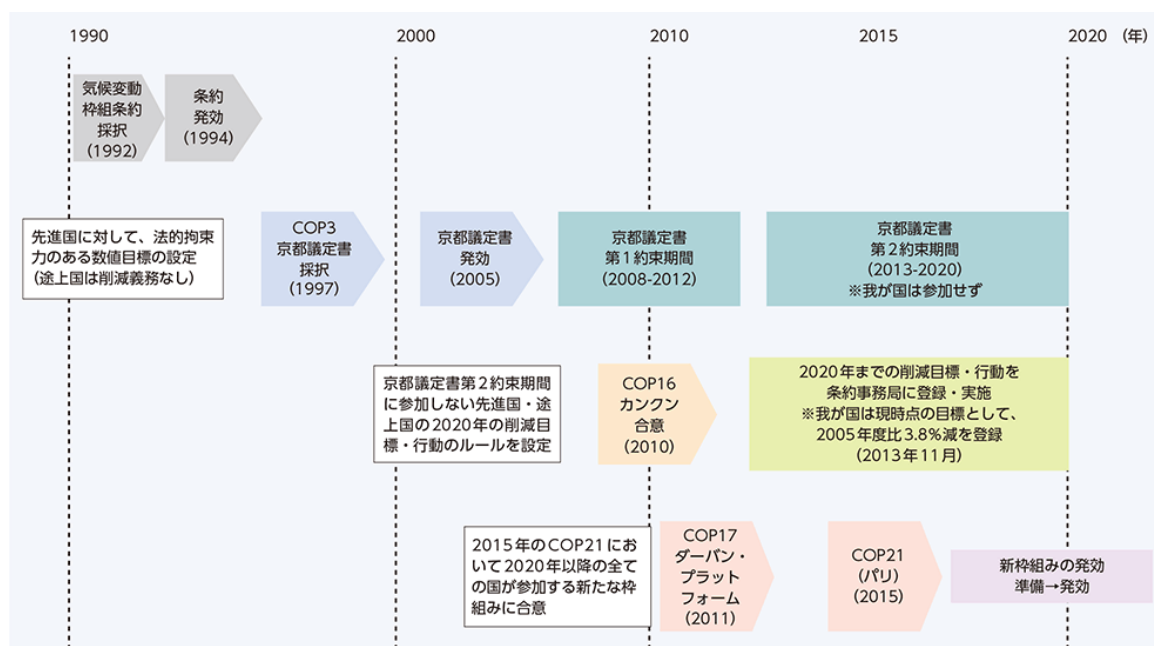 1990
2000
2010
2015
2020 (年)
気候変動
枠組条約
採択
(1992)
条約
発効
(1994)
先進国に対して、法的拘束
力のある数値目標の設定
(途上国は削減義務なし)
COP3
京都議定書
採択
(1997)
京都議定書
発効
(2005)
京都議定書
第1約束期間
(2008-2012)
京都議定書
第2約束期間
(2013-2020)
※我が国は参加せず
京都議定書第2約束期間
に参加しない先進国・途
上国の2020年の削減目
標・行動のルールを設定
COP16
カンクン
合意
(2010)
2020年までの削減目標・行動を
条約事務局に登録・実施
※我が国は現時点の目標として、
2005年度比3.8%減を登録
(2013年11月)
2015年のCOP21にお
いて2020年以降の全て
の国が参加する新たな枠
組みに合意
COP17
ダーバン・
プラット
フォーム
(2011)
COP21
(パリ)
(2015)
新枠組みの発効
準備→発効